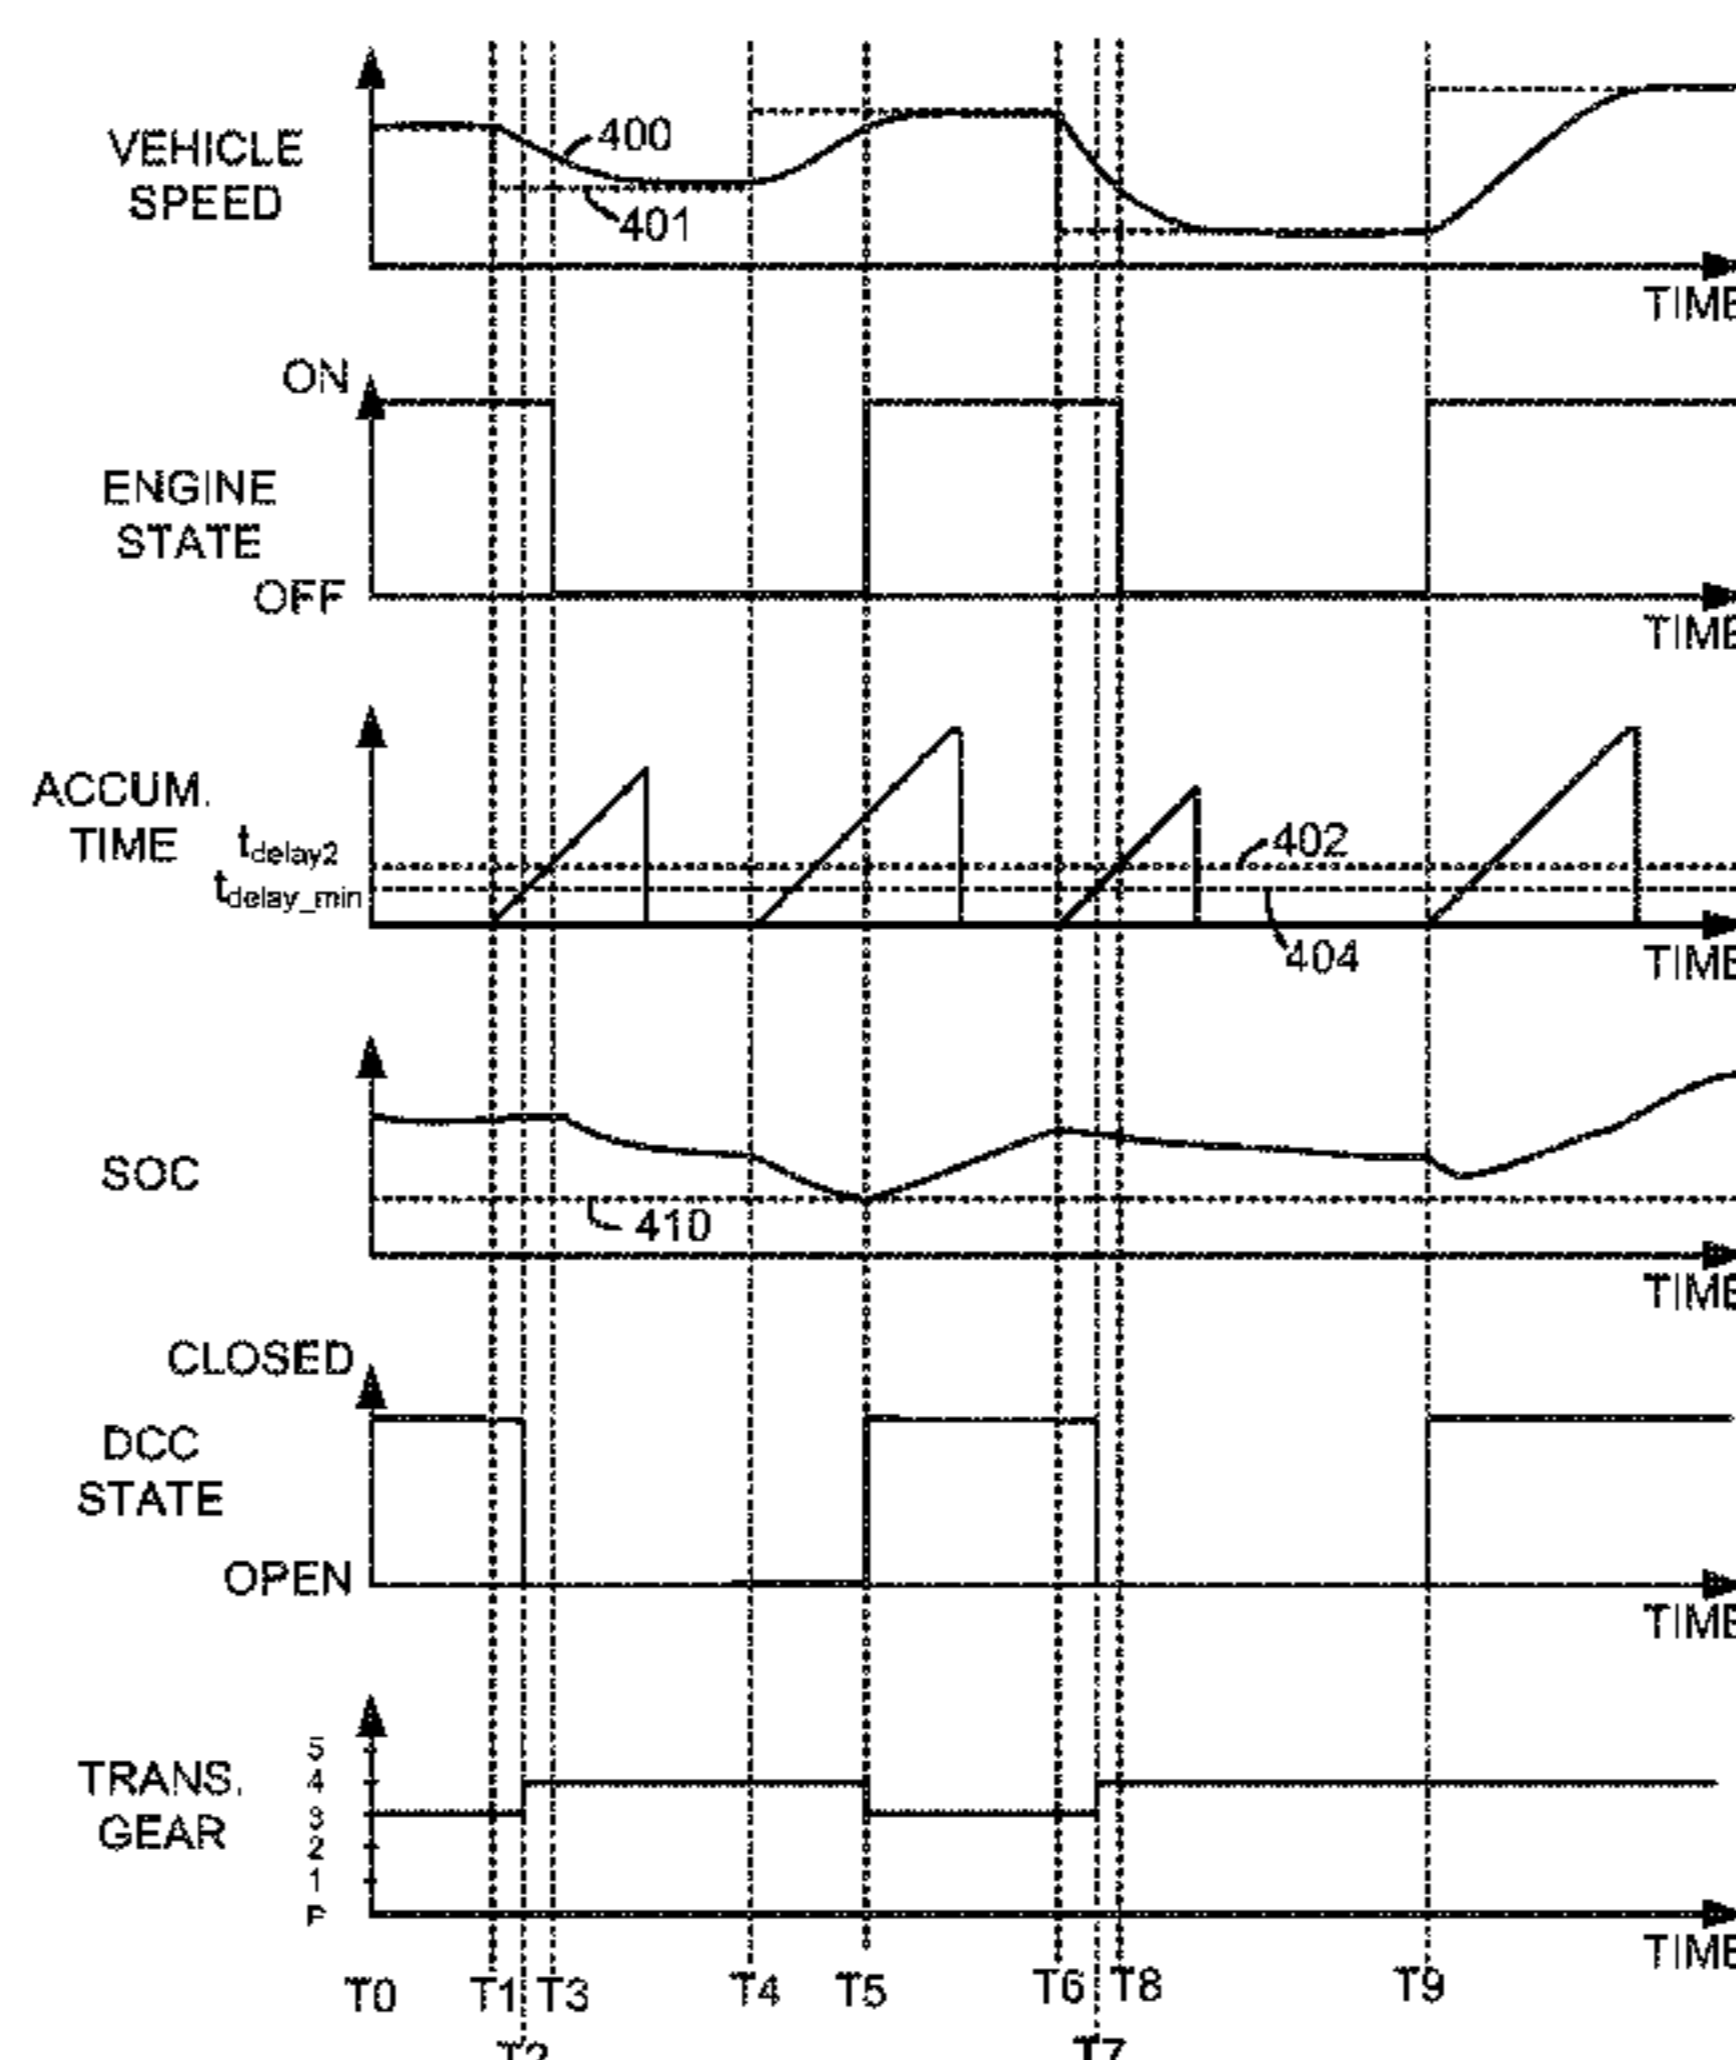 VEHICLE
SPEED
400
401
TIME
ON
ENGINE
STATE
OFF
TIME
ACCUM.
TIME
tdelay2
tdelay_min
402
404
TIME
SOC
410
TIME
CLOSED
DCC
STATE
OPEN
TIME
TRANS.
GEAR
5
4
3
2
1
P
TIME
T0 T1 T3 T4 T5 T6 T8 T9
T2 T7